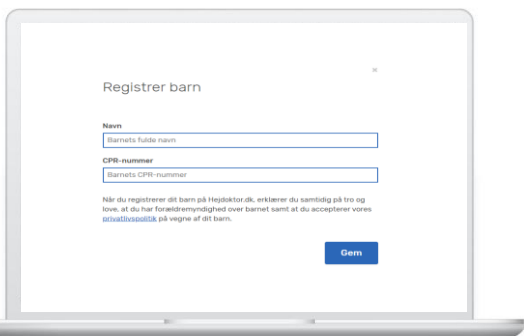 ×
Registrer barn
Navn
Barnets fulde navn
CPR-nummer
Barnets CPR-nummer
Når du registrerer dit barn på Hejdoktor.dk, erklærer du samtidig på tro og
love, at du har forældremyndighed over barnet samt at du accepterer vores
privatlivspolitik på vegne af dit barn.
Gem